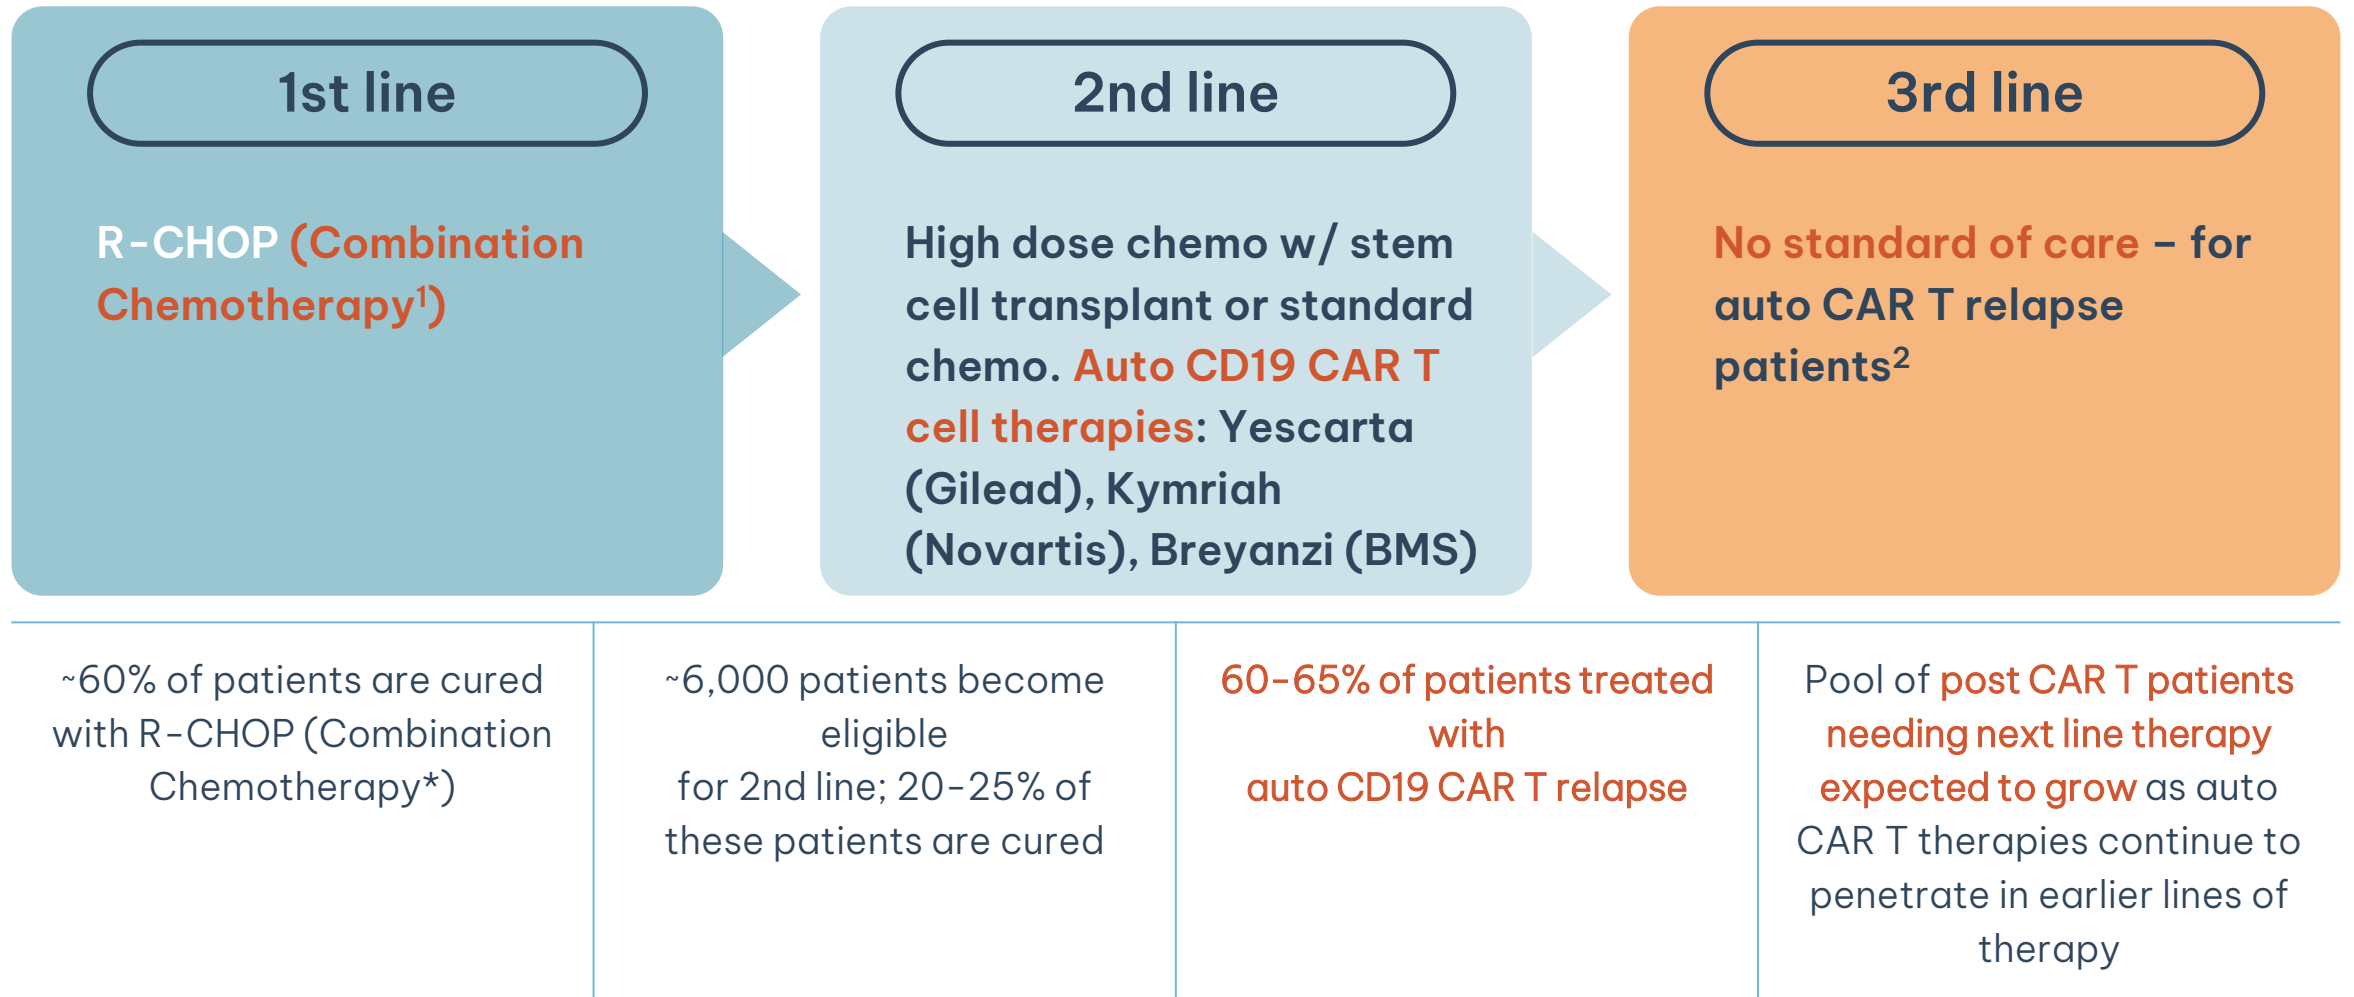 1st line
R-CHOP (Combination
Chemotherapy¹)
2nd line
High dose chemo w/ stem
cell transplant or standard
chemo. Auto CD19 CAR T
cell therapies: Yescarta
(Gilead), Kymriah
(Novartis), Breyanzi (BMS)
3rd line
No standard of care – for
auto CAR T relapse
patients²
~60% of patients are cured
with R-CHOP (Combination
Chemotherapy*)
~6,000 patients become
eligible
for 2nd line; 20-25% of
these patients are cured
60-65% of patients treated
with
auto CD19 CAR T relapse
Pool of post CAR T patients
needing next line therapy
expected to grow as auto
CAR T therapies continue to
penetrate in earlier lines of
therapy